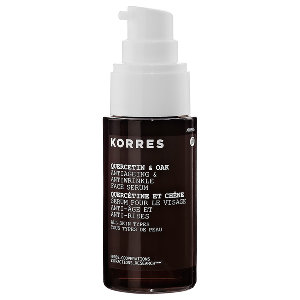 KORRES
QUERCETIN & OAK
ANTIAGEING &
ANTIWRINKLE
FACE SERUM
QUERCÉTINE ET CHÊNE
SÉRUM POUR LE VISAGE
ANTI-ÂGE ET
ANTI-RIDES
ALL SKIN TYPES
TOUS TYPES DE PEAU